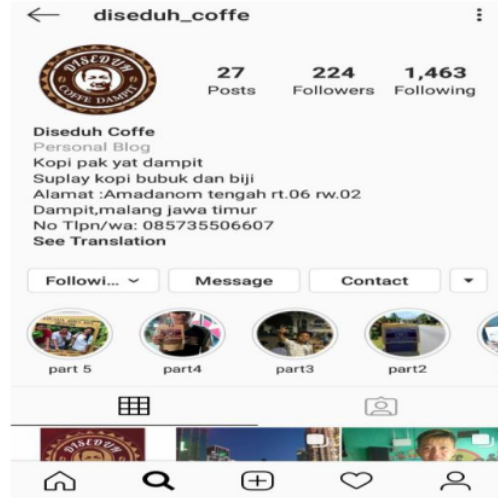 diseduh_coffe
DISEDUH
COFFE DAMPIT
27 224 1,463
Posts Followers Following
Diseduh Coffe
Personal Blog
Kopi pak yat dampit
Suplay kopi bubuk dan biji
Alamat :Amadanom tengah rt.06 rw.02
Dampit,malang jawa timur
No Tlpn/wa: 085735506607
See Translation
Followi... Message Contact
part 5 part4 part3 part2
DISEDUH